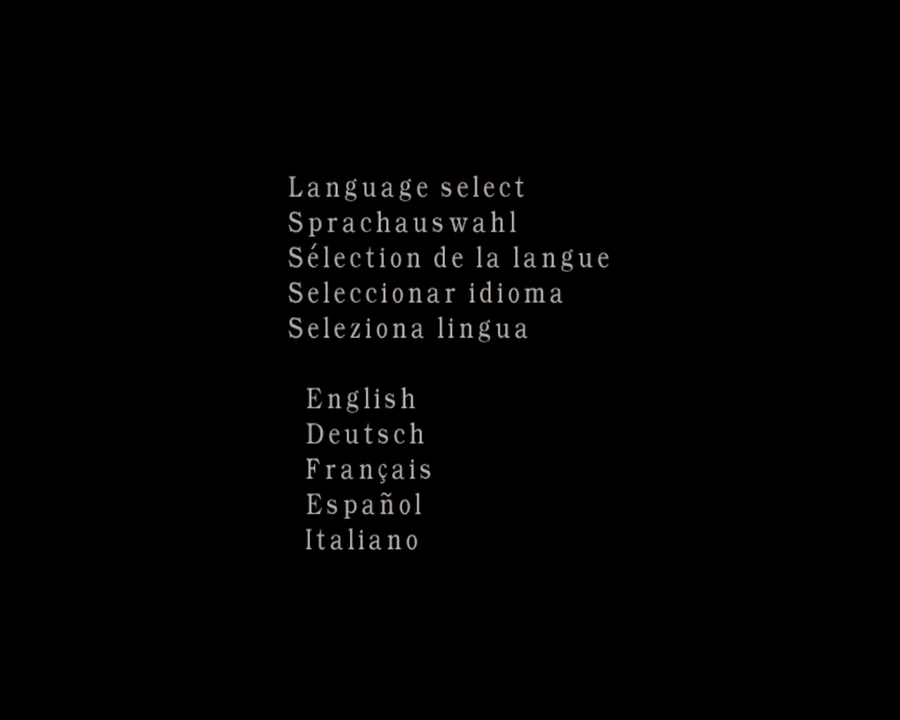 Language select
Sprachauswahl
Sélection de la langue
Seleccionar idioma
Seleziona lingua
English
Deutsch
Français
Español
Italiano